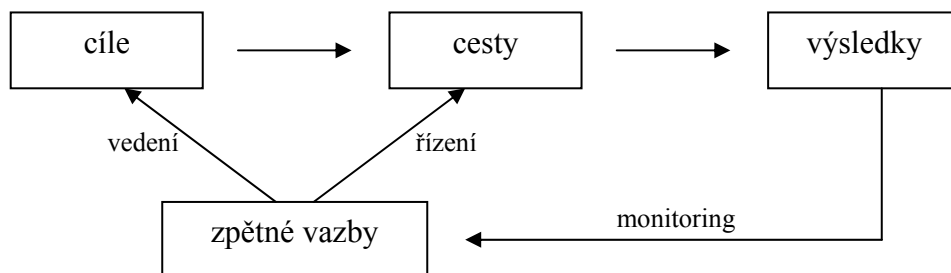 cíle
cesty
výsledky
vedení
řízení
zpětné vazby
monitoring